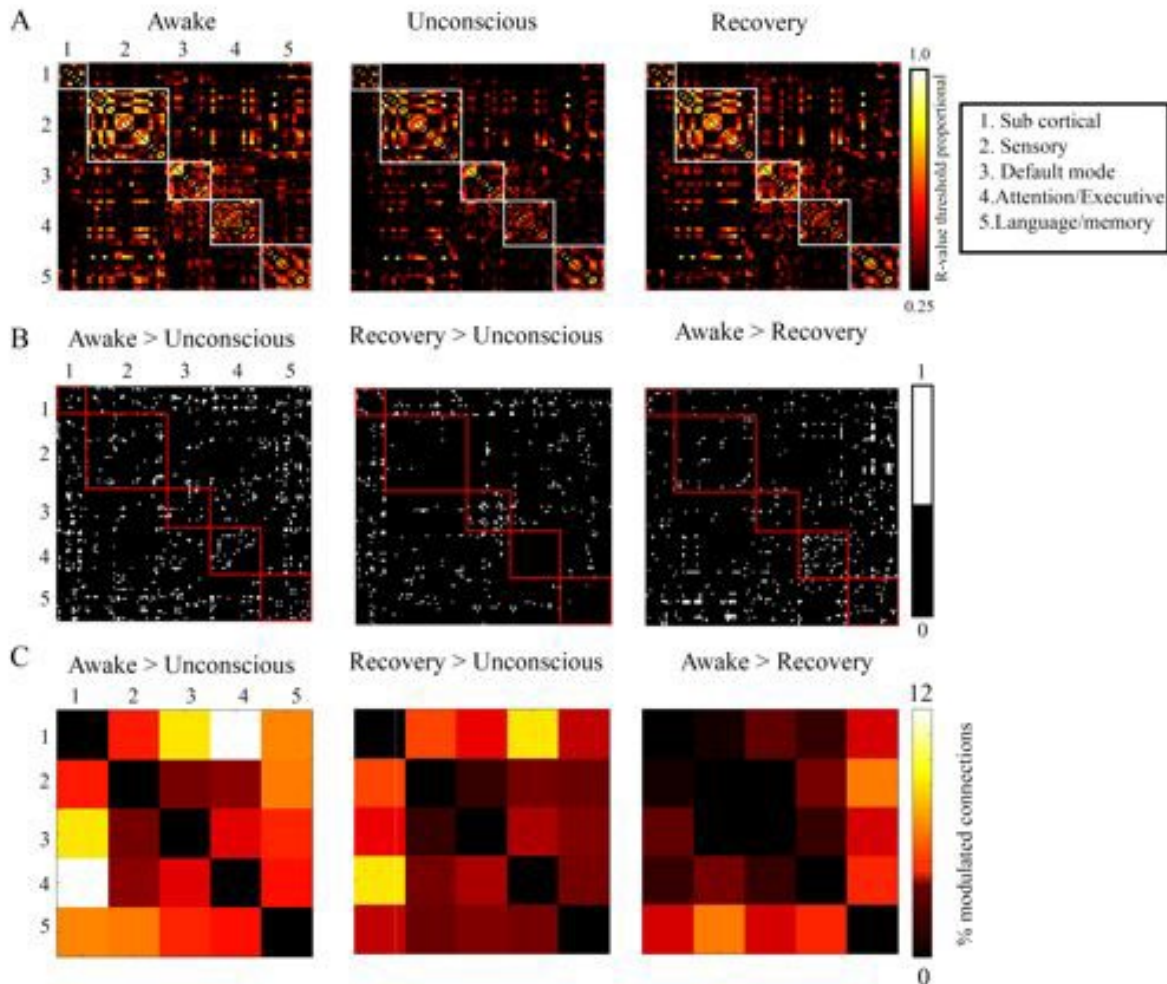 A
Awake
Unconscious
Recovery
1 2 3 4 5
1
2
3
4
5
1.0
R-value threshold proportional
0.25
1. Sub cortical
2. Sensory
3. Default mode
4.Attention/Executive
5.Language/memory
B
Awake > Unconscious
Recovery > Unconscious
Awake > Recovery
1 2 3 4 5
1
2
3
4
5
1
0
C
Awake > Unconscious
Recovery > Unconscious
Awake > Recovery
1 2 3 4 5
1
2
3
4
5
12
% modulated connections
0